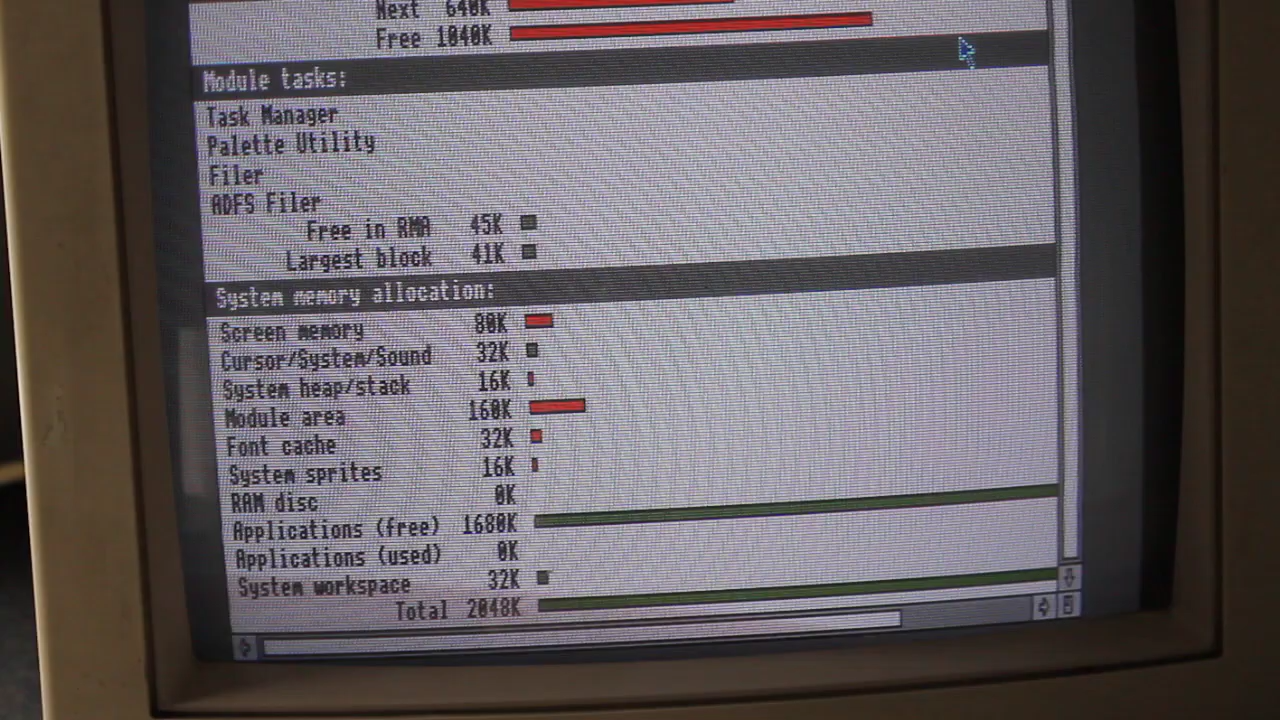 Next 640K
Free 1040K
Module tasks:
Task Manager
Palette Utility
Filer
ADFS Filer
Free in RMA 45K
Largest block 41K
System memory allocation:
Screen memory 80K
Cursor/System/Sound 32K
System heap/stack 16K
Module area 160K
Font cache 32K
System sprites 16K
RAM disc 0K
Applications (free) 1680K
Applications (used) 0K
System workspace 32K
Total 2048K